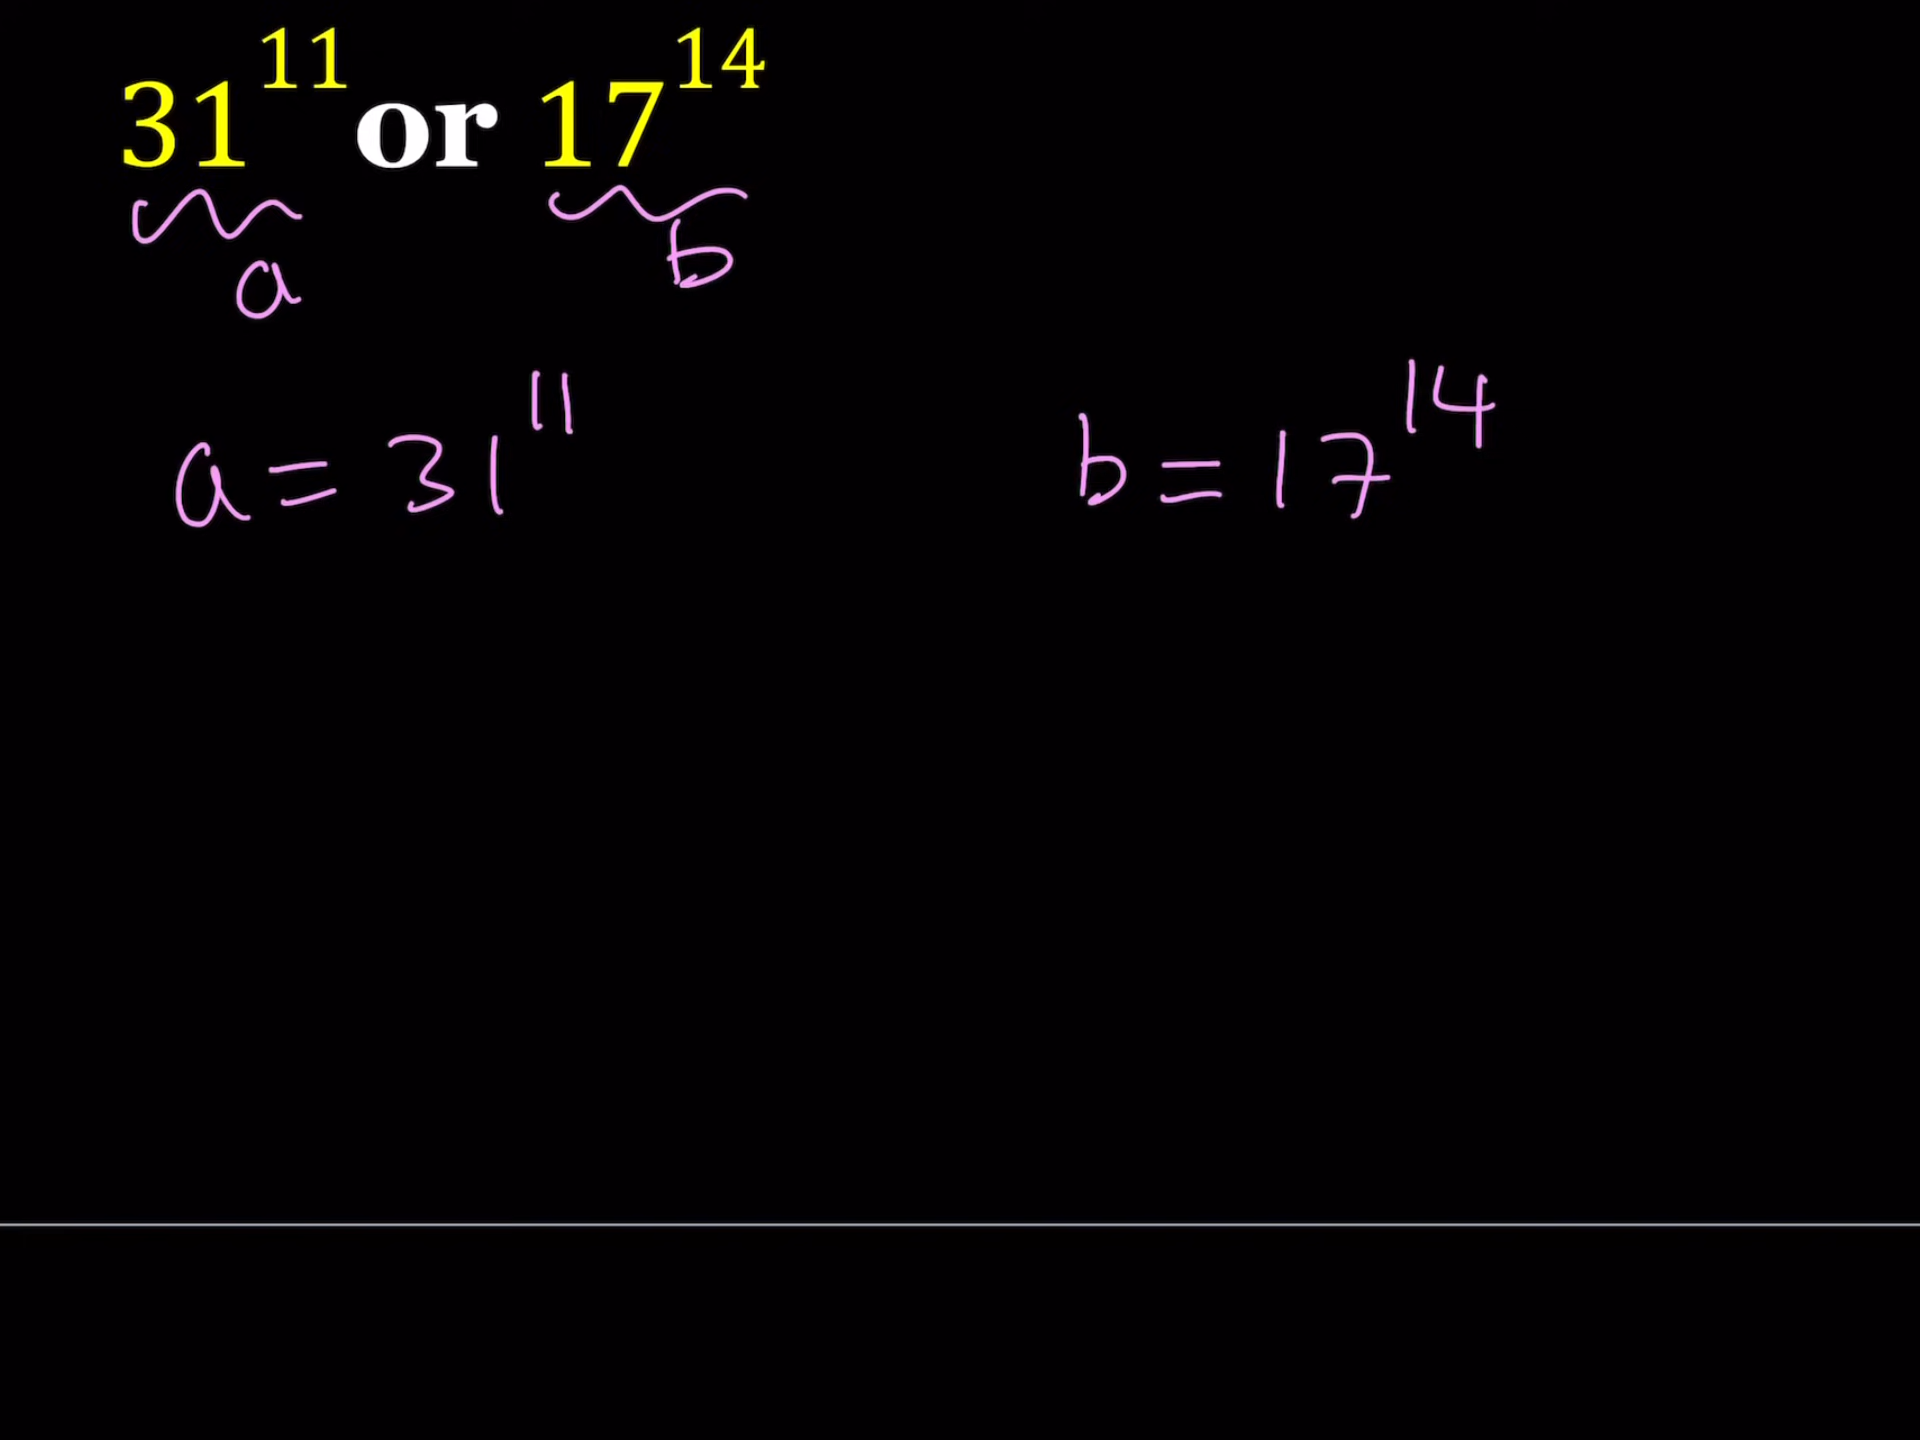 31^11 or 17^14
a b
a = 31^11 b = 17^14